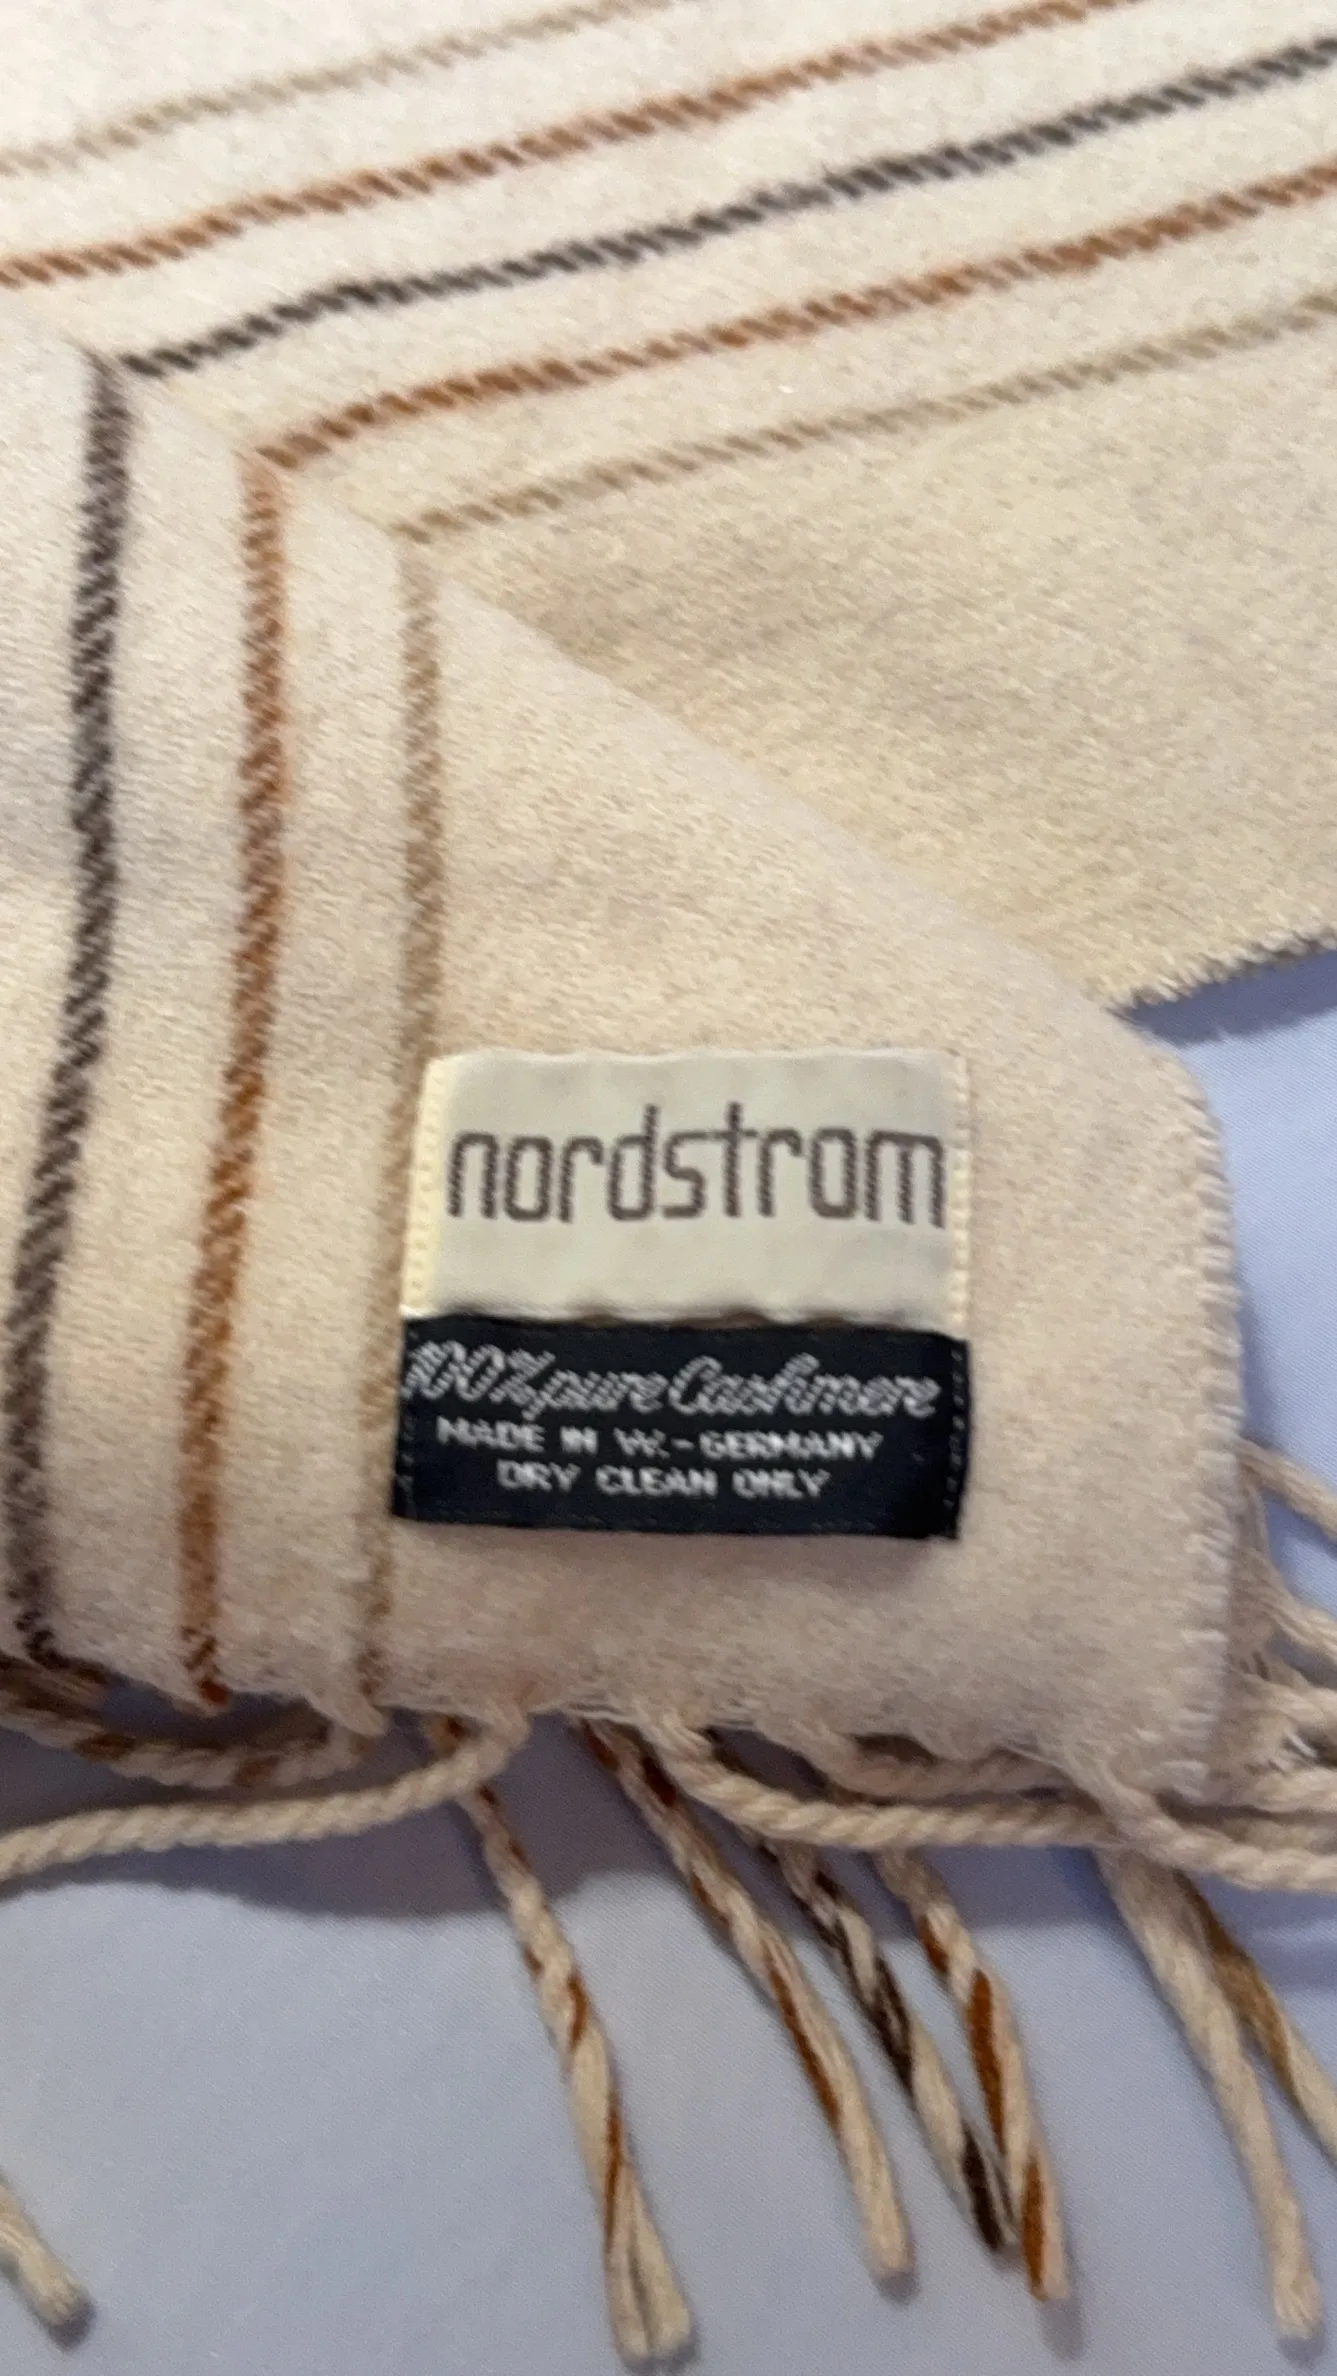 nordstrom
100% pure Cashmere
MADE IN W.-GERMANY
DRY CLEAN ONLY